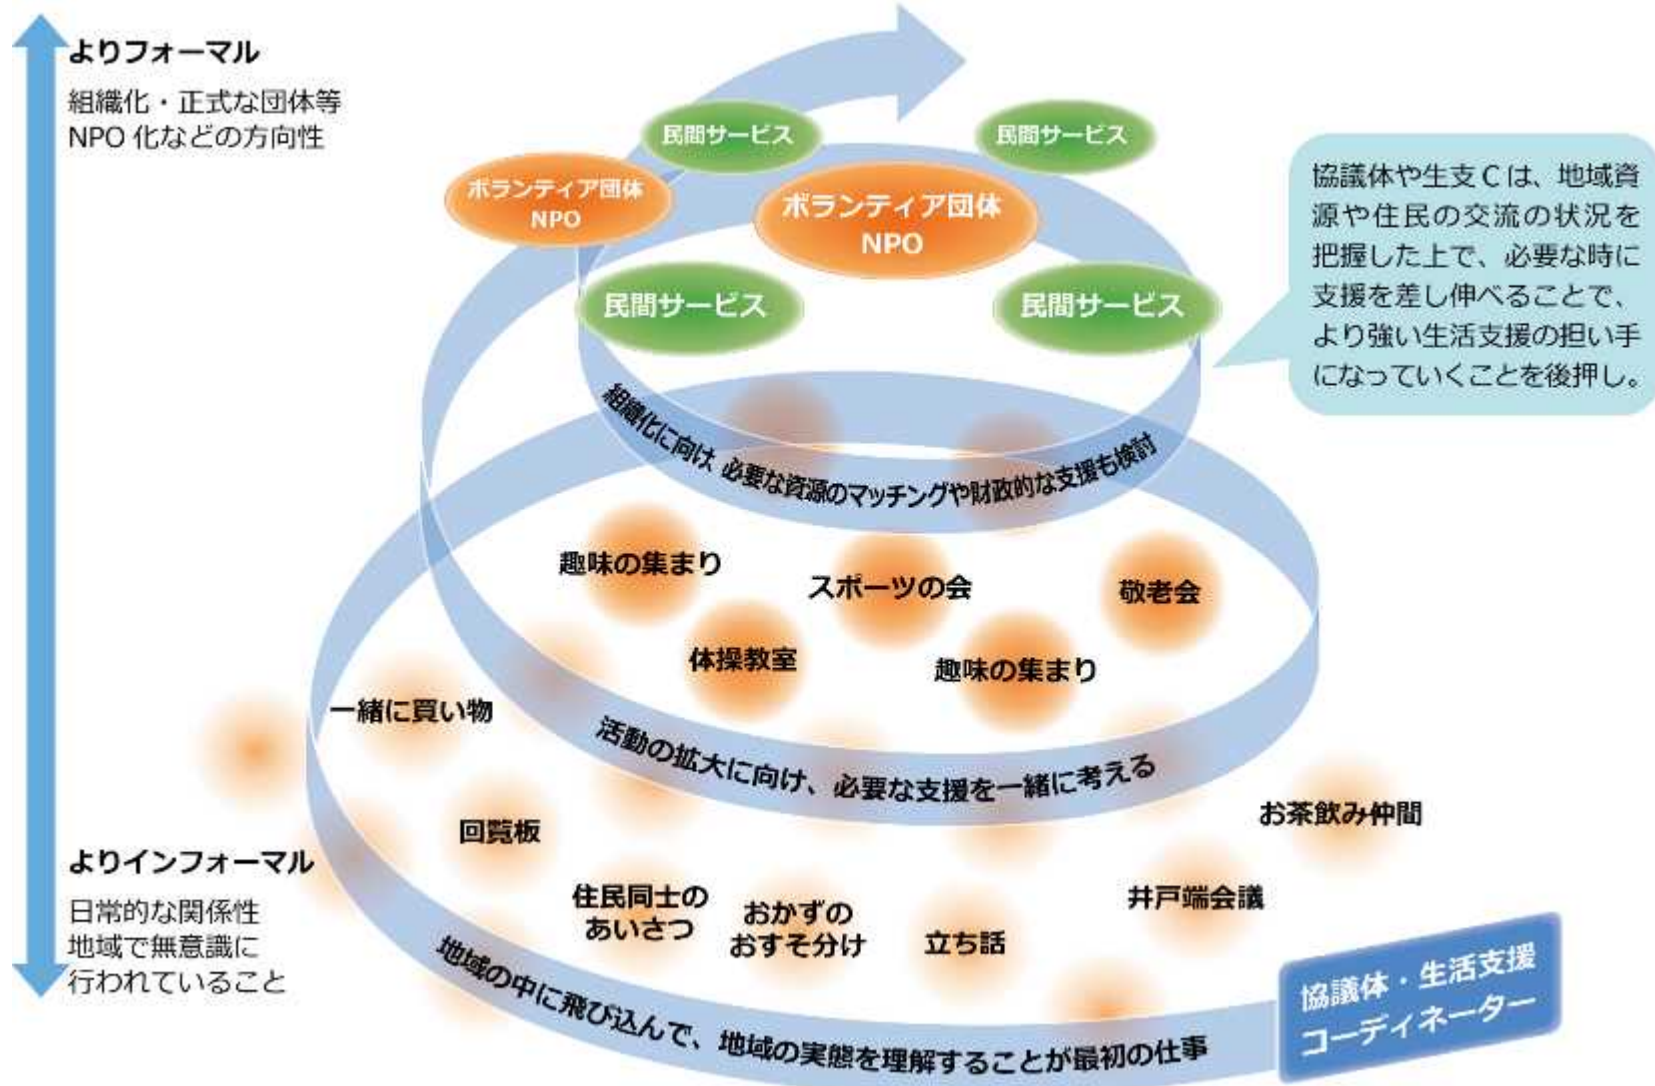 よりフォーマル
組織化・正式な団体等
NPO 化などの方向性
民間サービス
民間サービス
ボランティア団体
NPO
ボランティア団体
NPO
民間サービス
民間サービス
協議体や生支Cは、地域資
源や住民の交流の状況を
把握した上で、必要な時に
支援を差し伸べることで、
より強い生活支援の担い手
になっていくことを後押し。
組織化に向け 必要な資源のマッチングや財政的な支援も検討
趣味の集まり
スポーツの会
敬老会
体操教室
趣味の集まり
一緒に買い物
活動の拡大に向け、必要な支援を一緒に考える
回覧板
お茶飲み仲間
よりインフォーマル
日常的な関係性
地域で無意識に
行われていること
住民同士の
あいさつ
おかずの
おすそ分け
立ち話
井戸端会議
地域の中に飛び込んで、地域の実態を理解することが最初の仕事
協議体・生活支援
コーディネーター